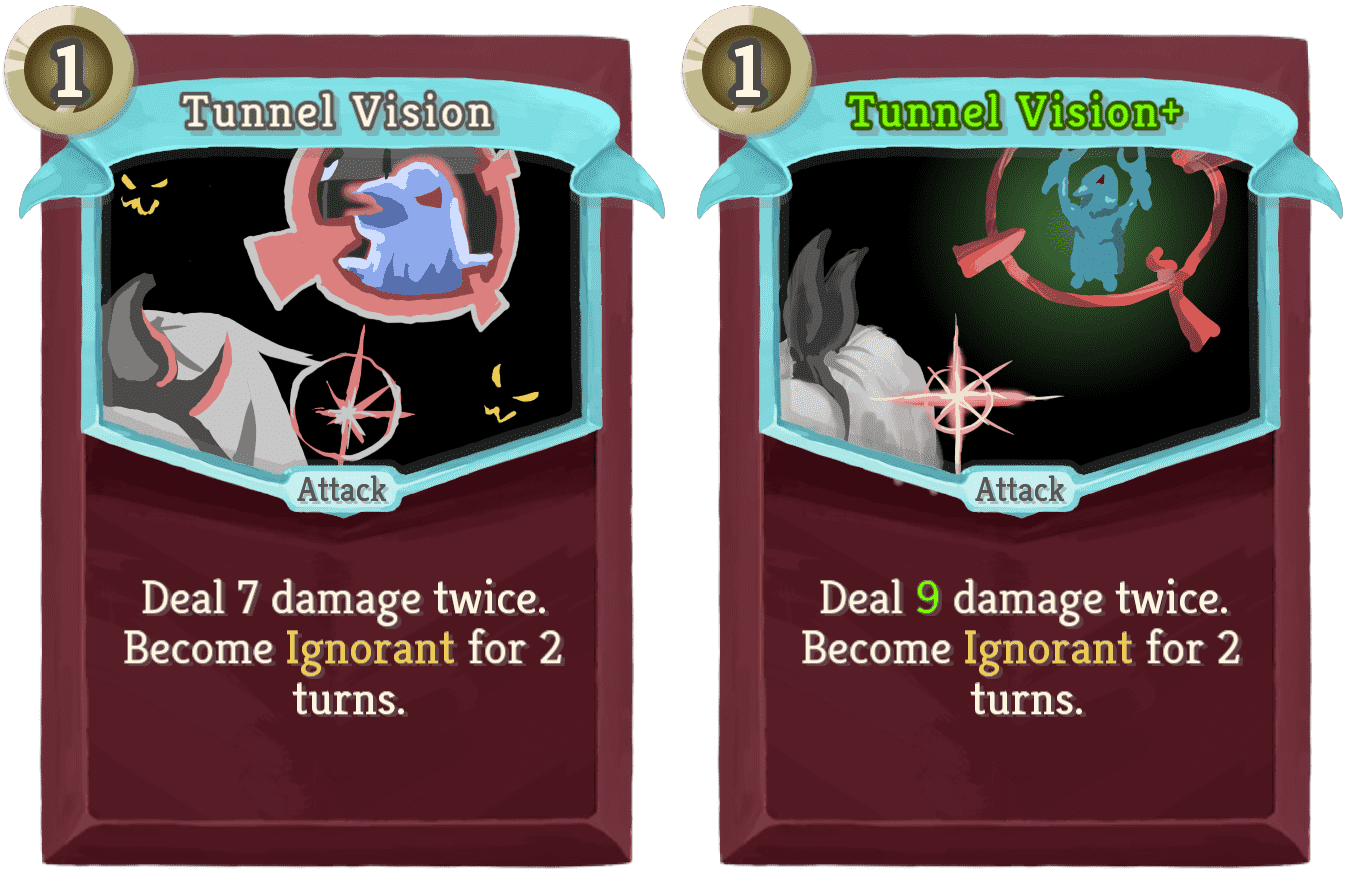 1
Tunnel Vision
Attack
Deal 7 damage twice.
Become Ignorant for 2
turns.
1
Tunnel Vision+
Attack
Deal 9 damage twice.
Become Ignorant for 2
turns.